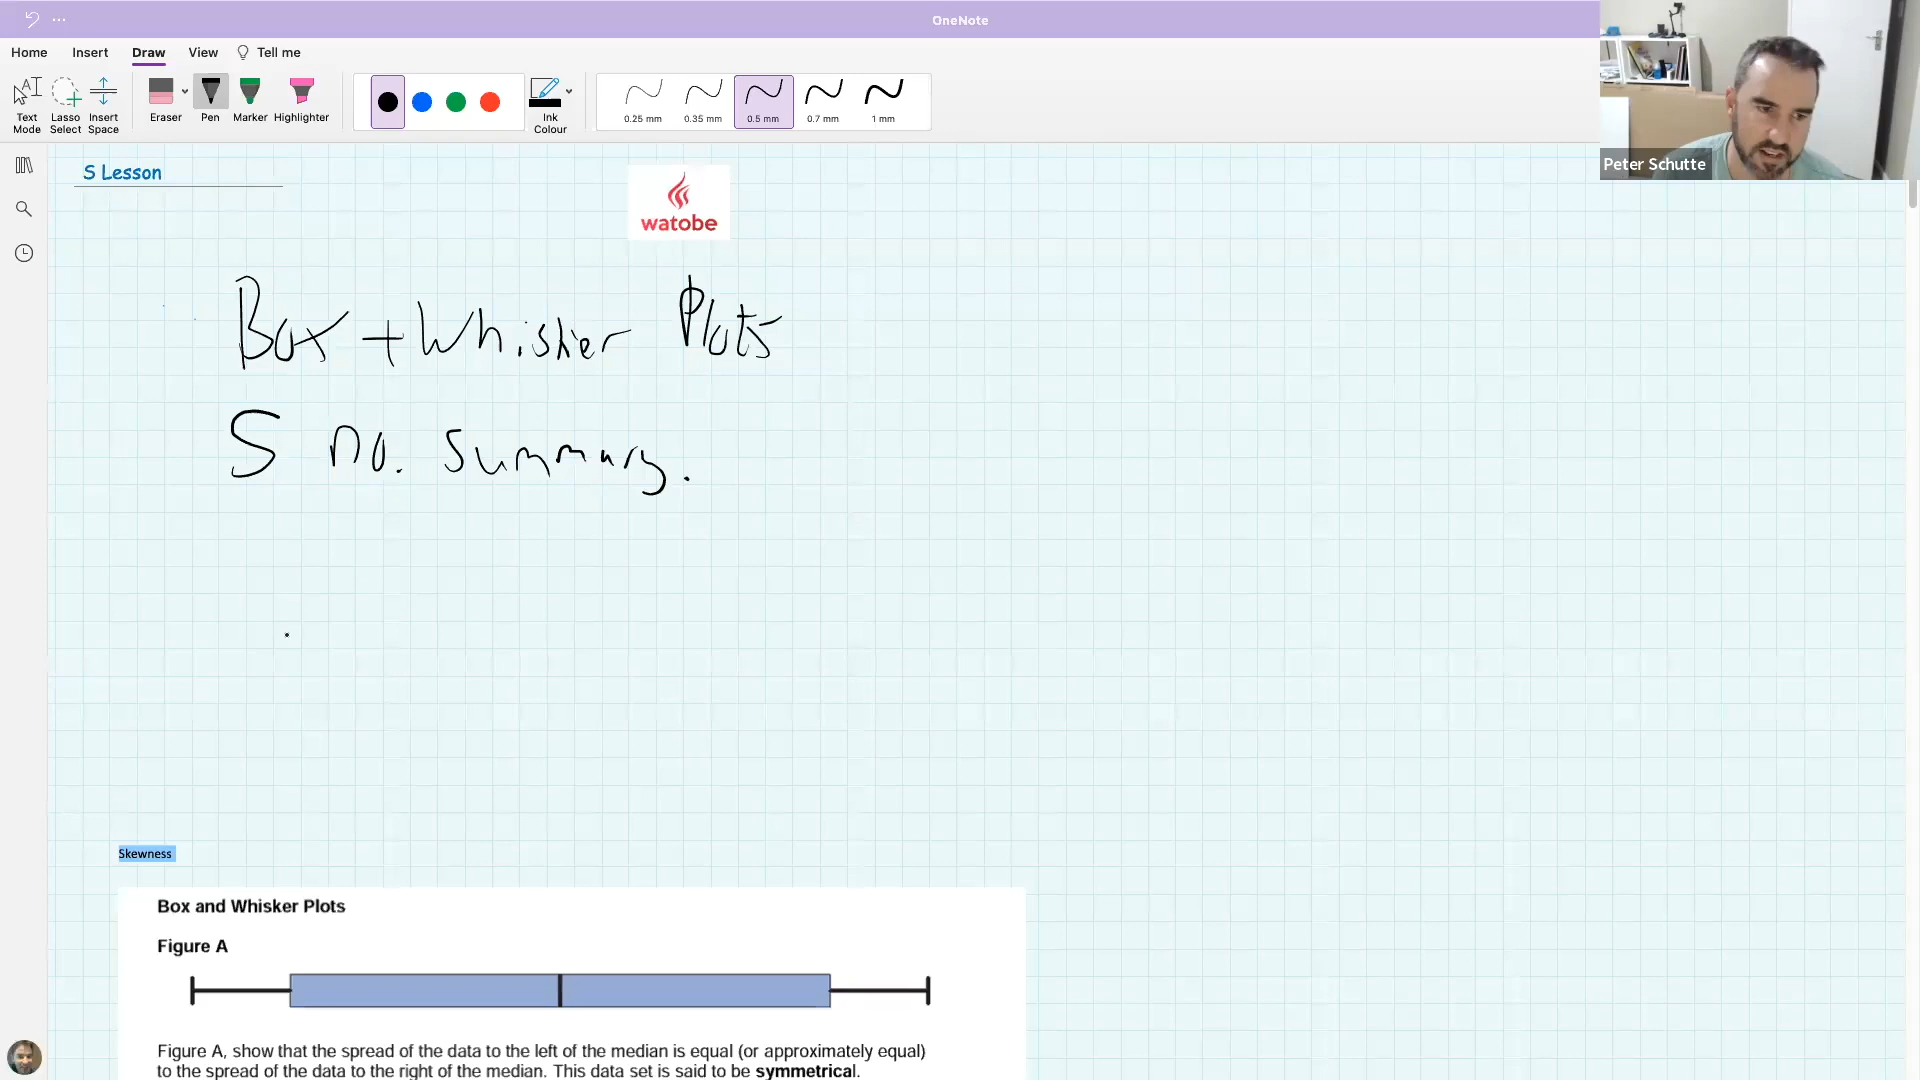 OneNote
Home Insert Draw View Tell me
Text Mode Lasso Select Insert Space Eraser Pen Marker Highlighter Ink Colour 0.25 mm 0.35 mm 0.5 mm 0.7 mm 1 mm
Peter Schutte
S Lesson
watobe
Box + Whisker Plots
5 no. summary.
Skewness
Box and Whisker Plots
Figure A
Figure A, show that the spread of the data to the left of the median is equal (or approximately equal)
to the spread of the data to the right of the median. This data set is said to be symmetrical.